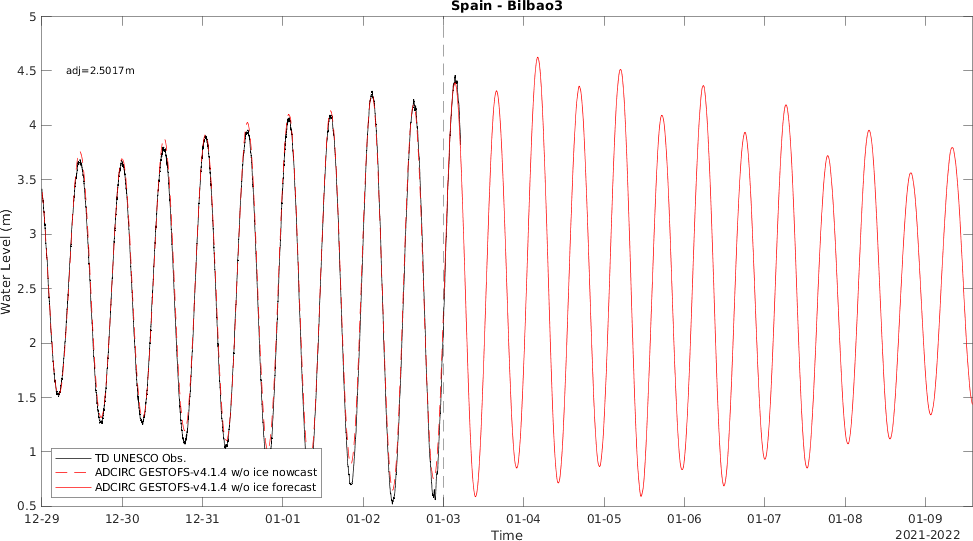 Spain - Bilbao3
adj=2.5017m
Water Level (m)
5
4.5
4
3.5
3
2.5
2
1.5
1
0.5
TD UNESCO Obs.
ADCIRC GESTOFS-v4.1.4 w/o ice nowcast
ADCIRC GESTOFS-v4.1.4 w/o ice forecast
12-29 12-30 12-31 01-01 01-02 01-03 01-04 01-05 01-06 01-07 01-08 01-09
2021-2022
Time